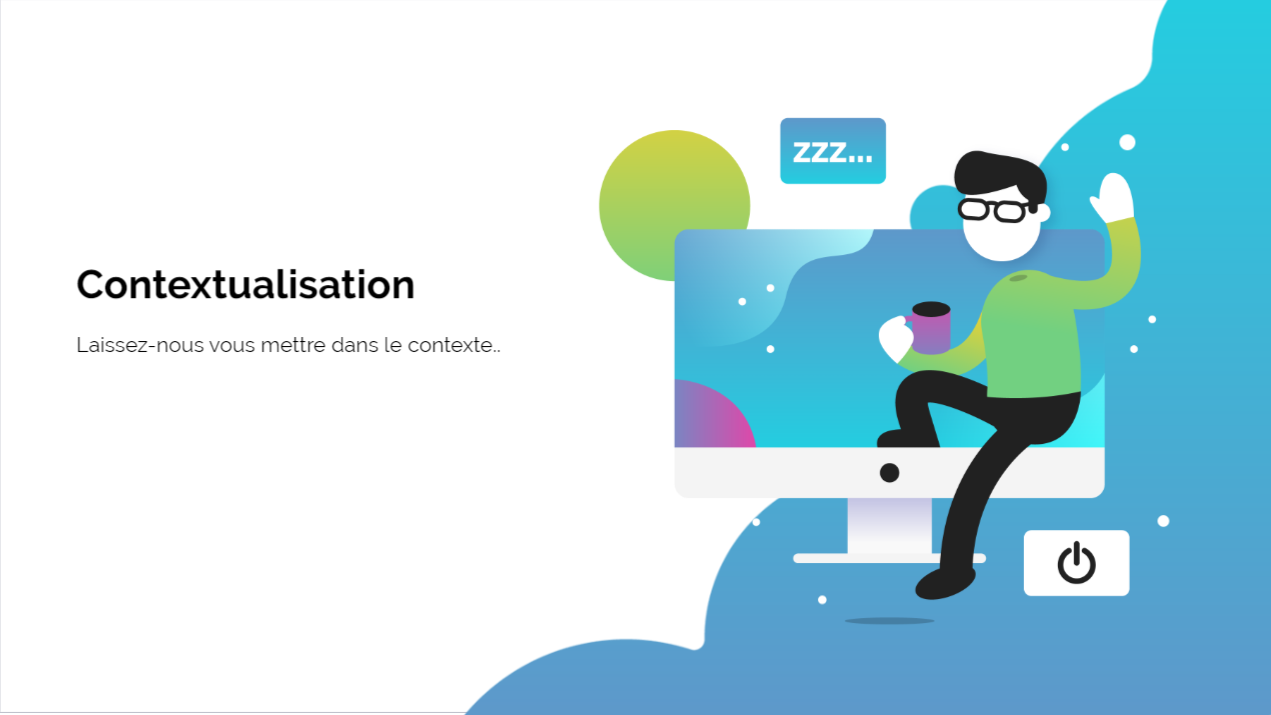 Contextualisation
Laissez-nous vous mettre dans le contexte..
zzz...